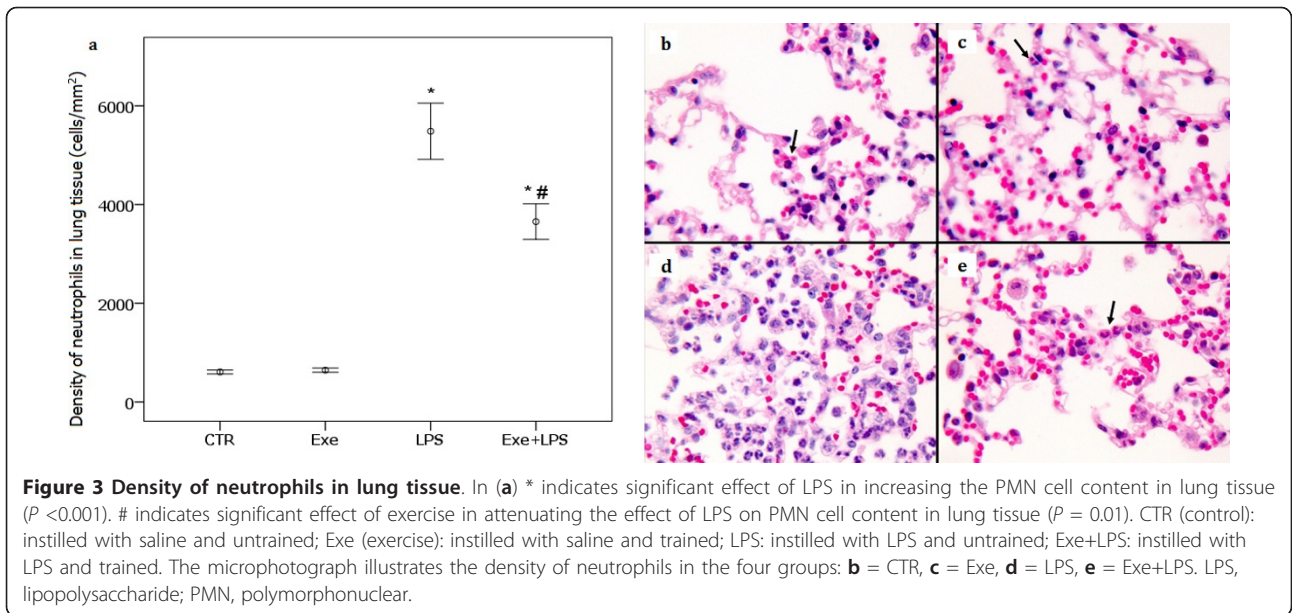 a
Density of neutrophils in lung tissue (cells/mm²)
6000
4000
2000
0
*
* #
CTR Exe LPS Exe+LPS
b
c
d
e
Figure 3 Density of neutrophils in lung tissue. In (a) * indicates significant effect of LPS in increasing the PMN cell content in lung tissue
(P <0.001). # indicates significant effect of exercise in attenuating the effect of LPS on PMN cell content in lung tissue (P = 0.01). CTR (control):
instilled with saline and untrained; Exe (exercise): instilled with saline and trained; LPS: instilled with LPS and untrained; Exe+LPS: instilled with
LPS and trained. The microphotograph illustrates the density of neutrophils in the four groups: b = CTR, c = Exe, d = LPS, e = Exe+LPS. LPS,
lipopolysaccharide; PMN, polymorphonuclear.